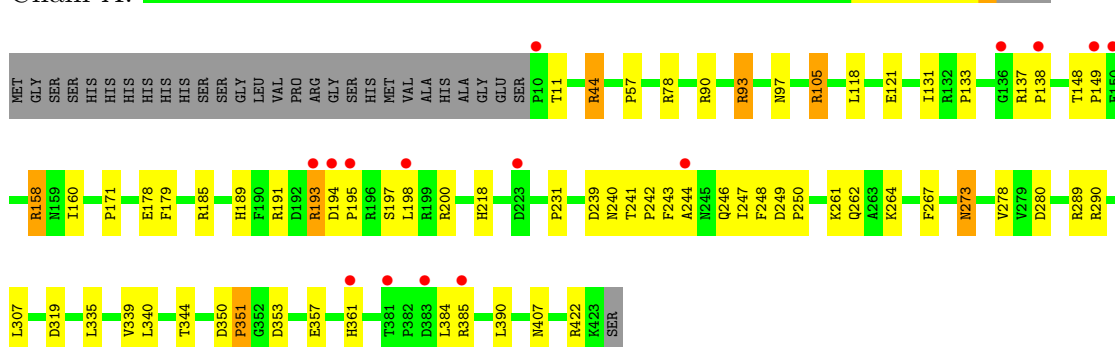 Chain A:
MET GLY SER SER HIS HIS HIS HIS HIS HIS SER SER GLY LEU VAL PRO ARG GLY SER HIS MET VAL ALA HIS ALA GLY GLU SER P10 T11 R44 P57 R78 R90 R93 N97 R105 L118 E121 I131 R132 P133 G136 R137 P138 T148 P149 E150
R158 N159 I160 P171 E178 F179 R185 H189 F190 R191 D192 R193 D194 P195 R196 S197 L198 R199 R200 H218 D223 P231 D239 N240 T241 P242 F243 A244 N245 Q246 I247 F248 D249 P250 K261 Q262 A263 K264 F267 N273 V278 V279 D280 R289 R290
L307 D319 L335 V339 L340 T344 D350 P351 G352 D353 E357 H361 T381 P382 D383 L384 R385 L390 N407 R422 K423 SER